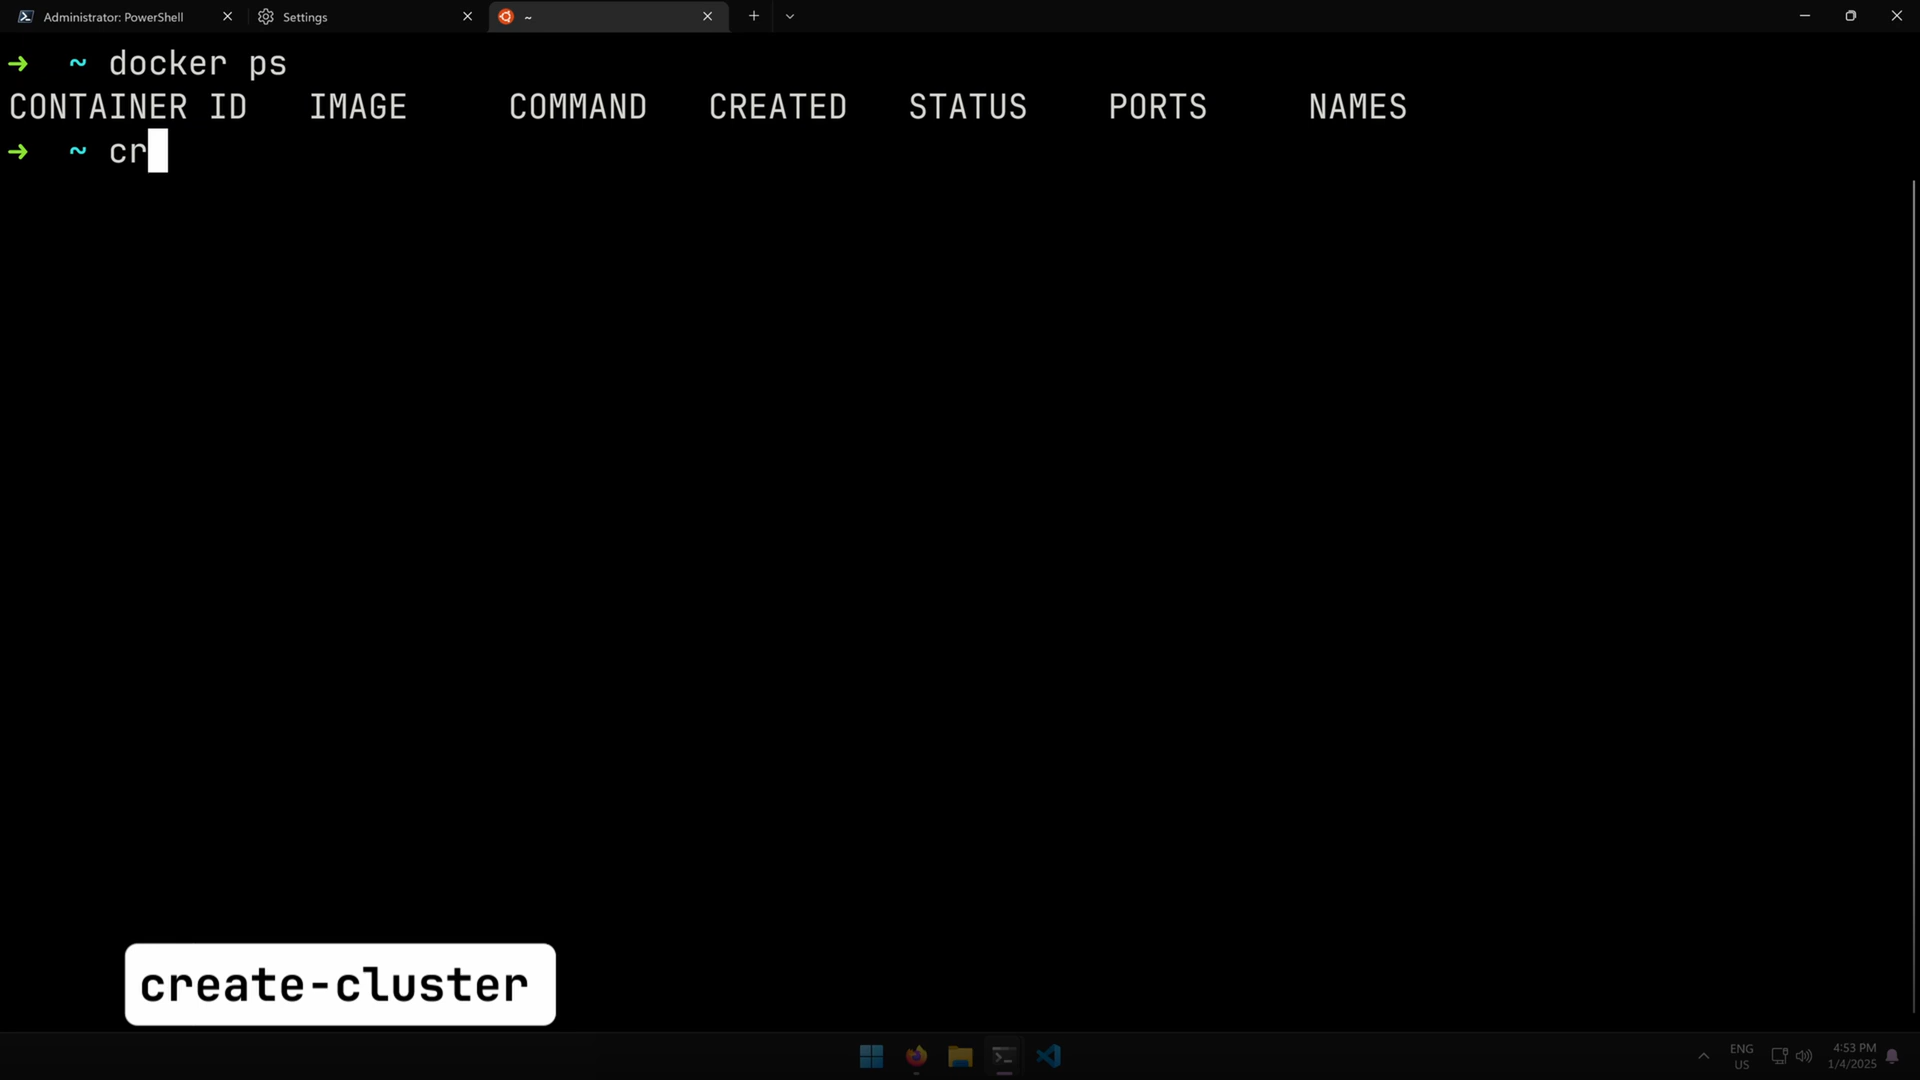 Administrator: PowerShell
Settings
~
➜ ~ docker ps
CONTAINER ID IMAGE COMMAND CREATED STATUS PORTS NAMES
➜ ~ cr
create-cluster
ENG
US
4:53 PM
1/4/2025